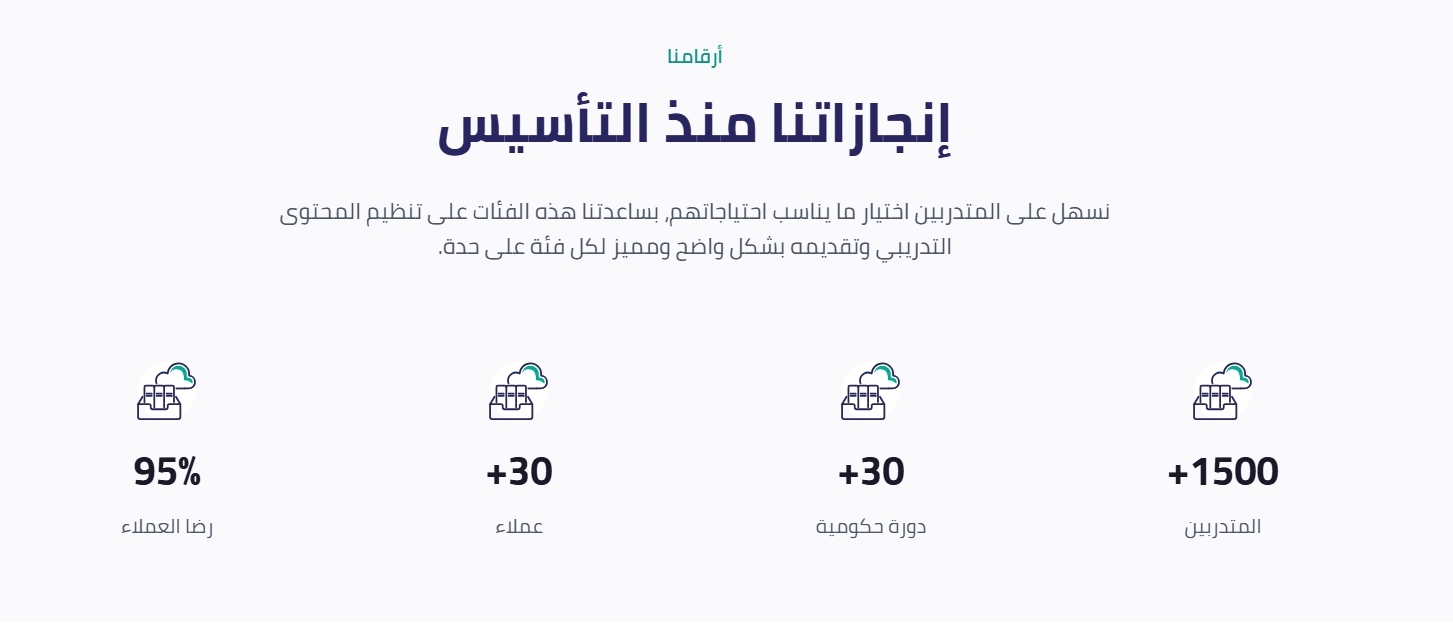 أرقامنا
إنجازاتنا منذ التأسيس
نسهل على المتدربين اختيار ما يناسب احتياجاتهم، بساعدتنا هذه الفئات على تنظيم المحتوى
التدريبي وتقديمه بشكل واضح ومميز لكل فئة على حدة.
+1500
المتدربين
+30
دورة حكومية
+30
عملاء
95%
رضا العملاء